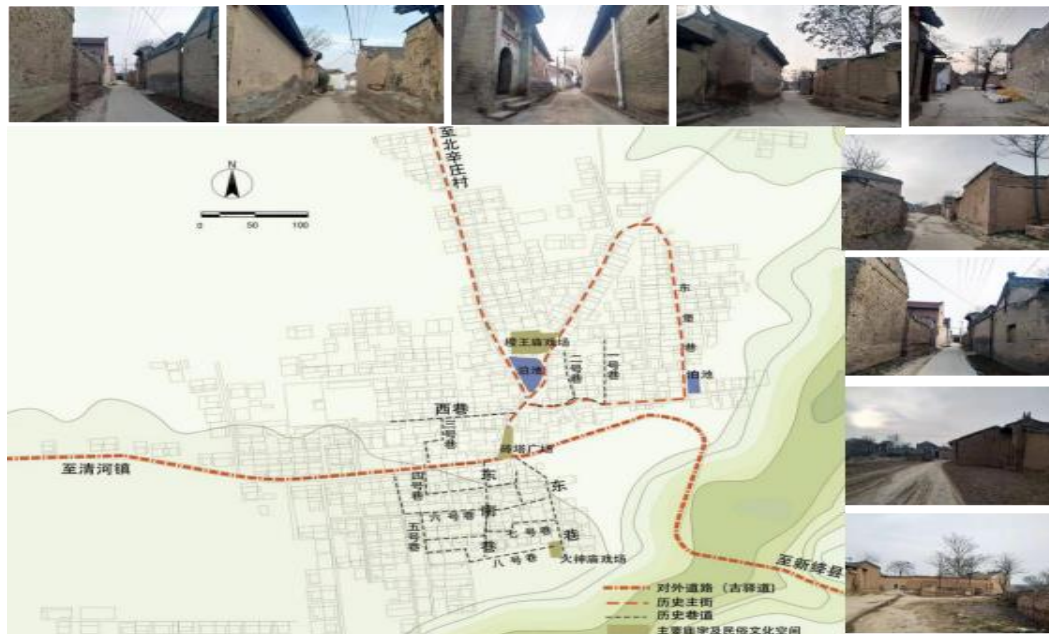 至北辛庄村
N
0 50 100
东堡巷
稷王庙戏场
泊池
二号巷
一号巷
泊池
西巷
三号巷
砖塔广场
至清河镇
四号巷
东
东
南
巷
六号巷
五号巷
七号巷
巷
八号巷
火神庙戏场
至新绛县
对外道路（古驿道)
历史主街
历史巷道
主要庙宇及民俗文化空间